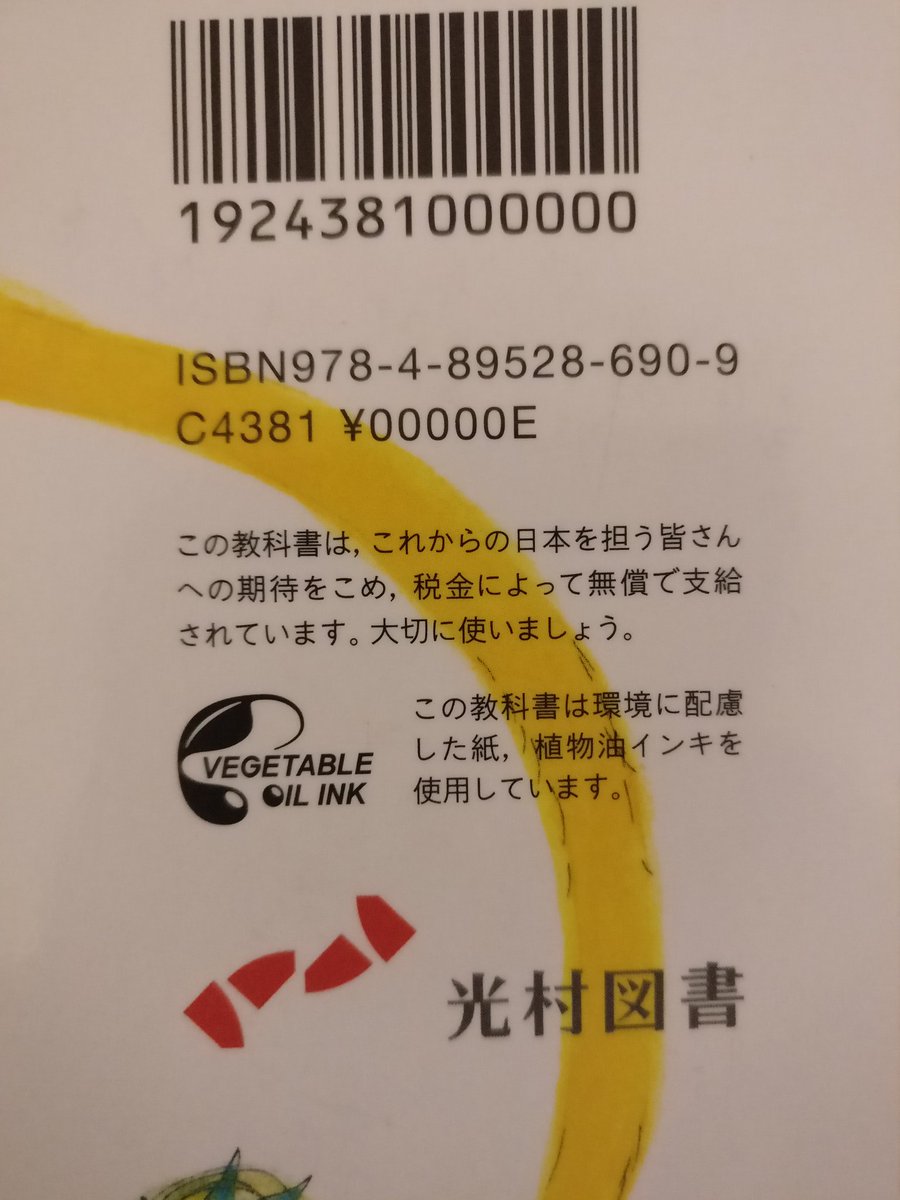 1924381000000
ISBN978-4-89528-690-9
C4381 ¥00000E
この教科書は,これからの日本を担う皆さん
への期待をこめ,税金によって無償で支給
されています。大切に使いましょう。
VEGETABLE
OIL INK
この教科書は環境に配慮
した紙,植物油インキを
使用しています。
光村図書